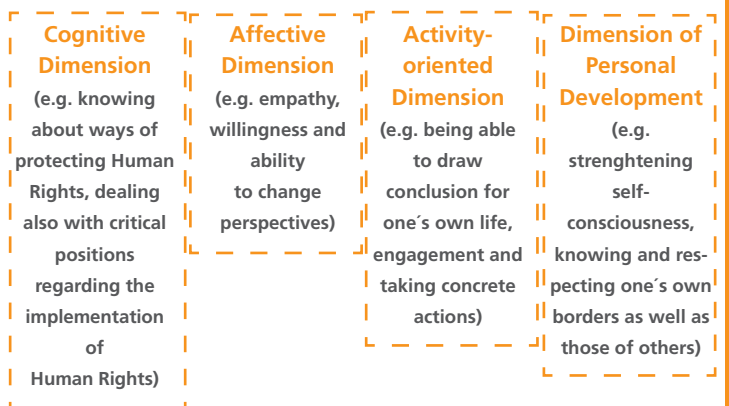 Cognitive
Dimension
(e.g. knowing
about ways of
protecting Human
Rights, dealing
also with critical
positions
regarding the
implementation
of
Human Rights)
Affective
Dimension
(e.g. empathy,
willingness and
ability
to change
perspectives)
Activity-
oriented
Dimension
(e.g. being able
to draw
conclusion for
one´s own life,
engagement and
taking concrete
actions)
Dimension of
Personal
Development
(e.g.
strenghtening
self-
consciousness,
knowing and res-
pecting one´s own
borders as well as
those of others)